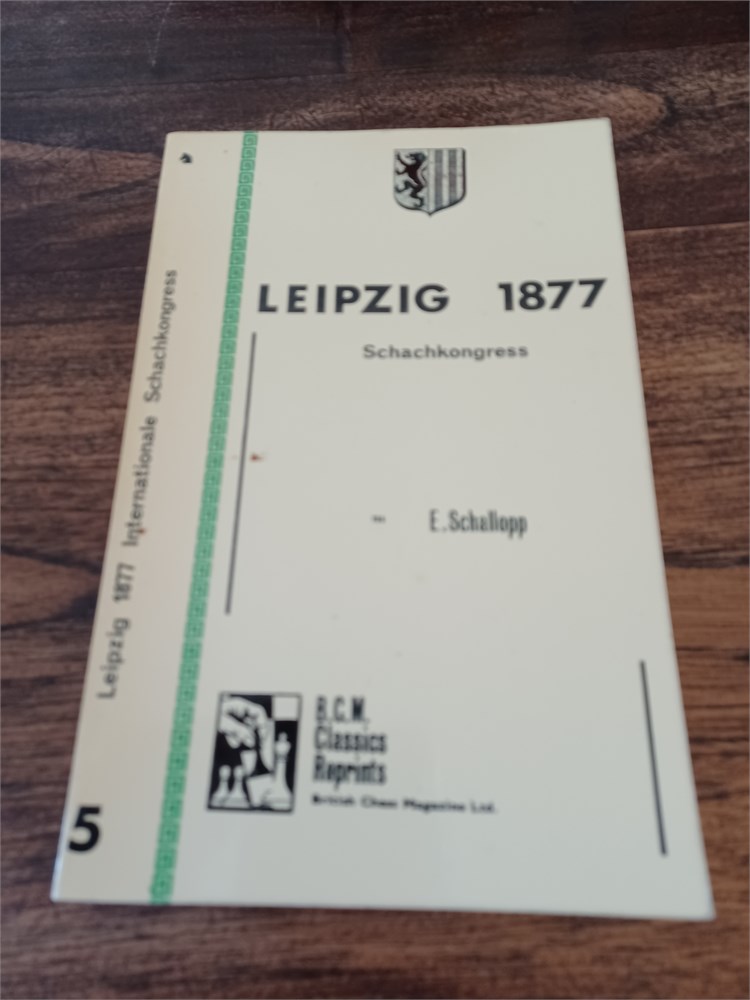 LEIPZIG 1877
Schachkongress
- E.Schallopp
B.C.M.
Classics
Reprints
British Chess Magazine Ltd.
Leipzig 1877 Internationale Schachkongress
5